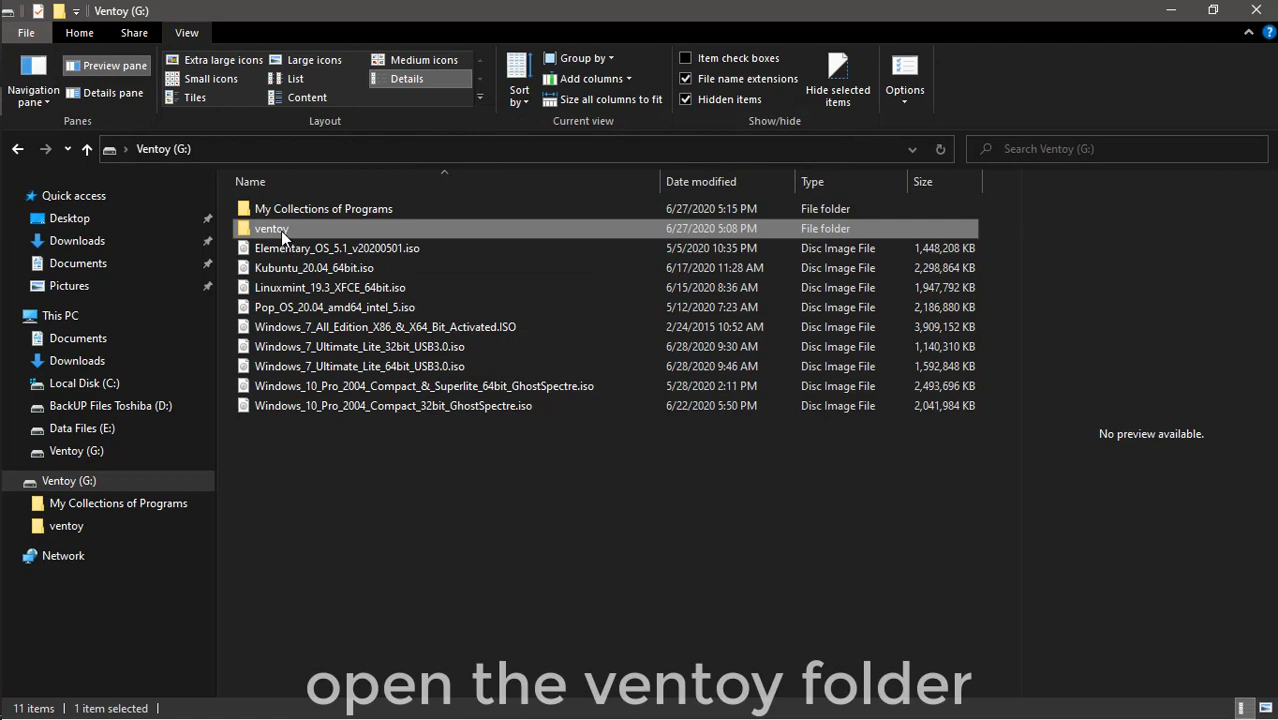 Ventoy (G:)
File Home Share View
Navigation pane
Preview pane
Details pane
Panes
Extra large icons Large icons Medium icons
Small icons List Details
Tiles Content
Layout
Sort by
Group by
Add columns
Size all columns to fit
Current view
Item check boxes
File name extensions
Hidden items
Hide selected items
Show/hide
Options
Ventoy (G:)
Search Ventoy (G:)
Quick access
Desktop
Downloads
Documents
Pictures
This PC
Documents
Downloads
Local Disk (C:)
BackUP Files Toshiba (D:)
Data Files (E:)
Ventoy (G:)
Ventoy (G:)
My Collections of Programs
ventoy
Network
Name Date modified Type Size
My Collections of Programs 6/27/2020 5:15 PM File folder
ventoy 6/27/2020 5:08 PM File folder
Elementary_OS_5.1_v20200501.iso 5/5/2020 10:35 PM Disc Image File 1,448,208 KB
Kubuntu_20.04_64bit.iso 6/17/2020 11:28 AM Disc Image File 2,298,864 KB
Linuxmint_19.3_XFCE_64bit.iso 6/15/2020 8:36 AM Disc Image File 1,947,792 KB
Pop_OS_20.04_amd64_intel_5.iso 5/12/2020 7:23 AM Disc Image File 2,186,880 KB
Windows_7_All_Edition_X86_&_X64_Bit_Activated.ISO 2/24/2015 10:52 AM Disc Image File 3,909,152 KB
Windows_7_Ultimate_Lite_32bit_USB3.0.iso 6/28/2020 9:30 AM Disc Image File 1,140,310 KB
Windows_7_Ultimate_Lite_64bit_USB3.0.iso 6/28/2020 9:46 AM Disc Image File 1,592,848 KB
Windows_10_Pro_2004_Compact_&_Superlite_64bit_GhostSpectre.iso 5/28/2020 2:11 PM Disc Image File 2,493,696 KB
Windows_10_Pro_2004_Compact_32bit_GhostSpectre.iso 6/22/2020 5:50 PM Disc Image File 2,041,984 KB
No preview available.
open the ventoy folder
11 items 1 item selected